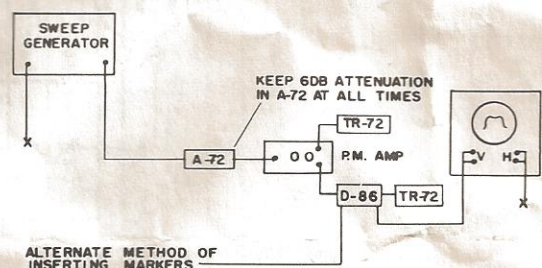 SWEEP
GENERATOR
KEEP 6DB ATTENUATION
IN A-72 AT ALL TIMES
TR-72
A-72
P.M. AMP
V H
D-86
TR-72
ALTERNATE METHOD OF
INSERTING MARKERS